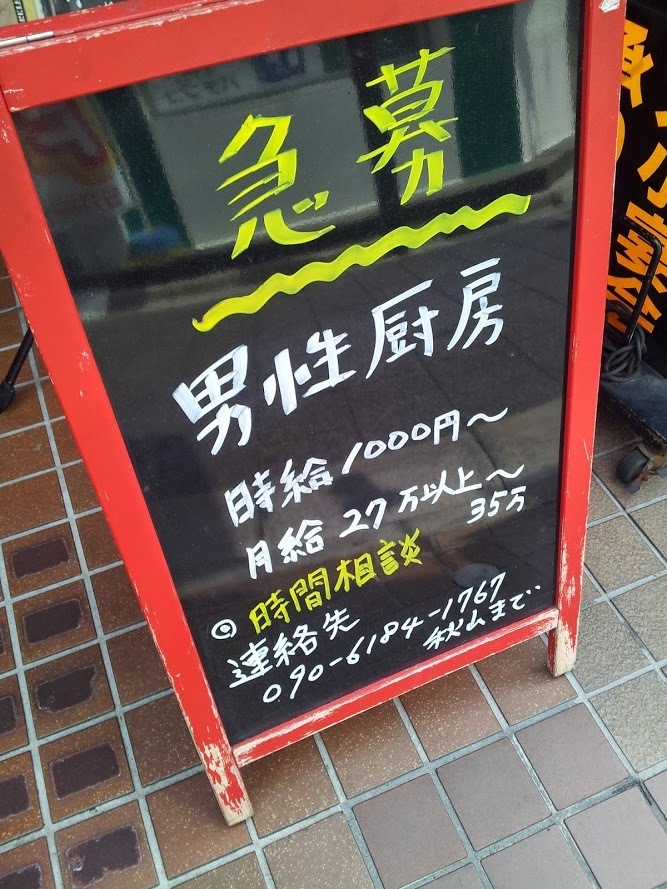 急募
男性厨房
時給1000円〜
月給27万以上〜
35万
◎時間相談
連絡先
090-6184-1767
秋山まで‥